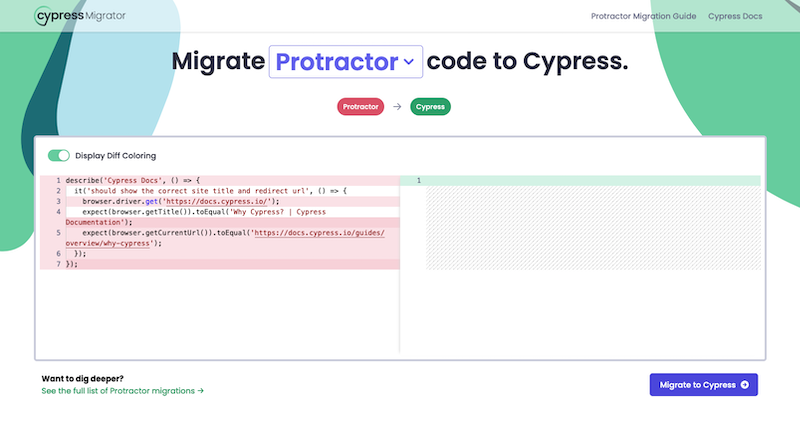 cypress Migrator
Protractor Migration Guide
Cypress Docs
Migrate Protractor code to Cypress.
Protractor → Cypress
Display Diff Coloring
1 describe('Cypress Docs', () => {
2 it('should show the correct site title and redirect url', () => {
3 browser.driver.get('https://docs.cypress.io/');
4 expect(browser.getTitle()).toEqual('Why Cypress? | Cypress
Documentation');
5 expect(browser.getCurrentUrl()).toEqual('https://docs.cypress.io/guides/
overview/why-cypress');
6 });
7 });
1
Want to dig deeper?
See the full list of Protractor migrations →
Migrate to Cypress